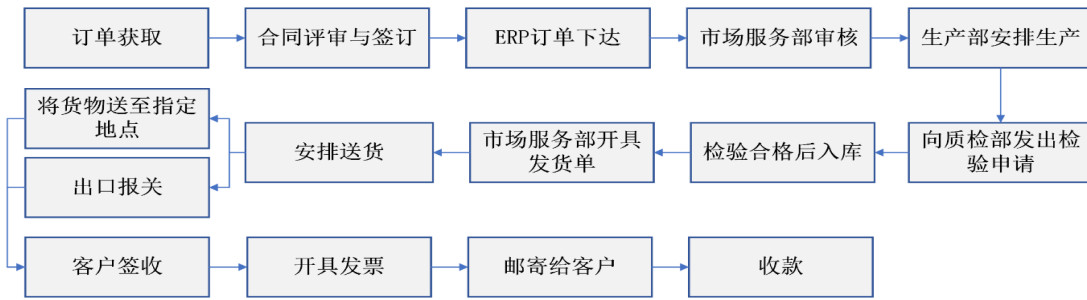 订单获取
合同评审与签订
ERP订单下达
市场服务部审核
生产部安排生产
将货物送至指定
地点
安排送货
市场服务部开具
发货单
检验合格后入库
向质检部发出检
验申请
出口报关
客户签收
开具发票
邮寄给客户
收款